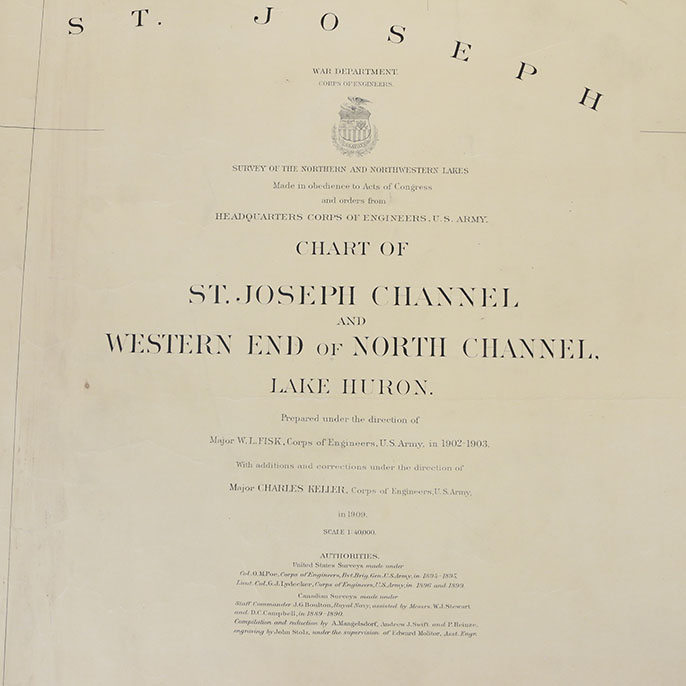 ST. JOSEPH
WAR DEPARTMENT.
CORPS OF ENGINEERS.
SURVEY OF THE NORTHERN AND NORTHWESTERN LAKES
Made in obedience to Acts of Congress
and orders from
HEADQUARTERS CORPS OF ENGINEERS, U.S. ARMY.
CHART OF
ST. JOSEPH CHANNEL
AND
WESTERN END OF NORTH CHANNEL,
LAKE HURON.
Prepared under the direction of
Major W. L. FISK, Corps of Engineers, U.S. Army, in 1902-1903.
With additions and corrections under the direction of
Major CHARLES KELLER, Corps of Engineers, U.S. Army,
in 1909.
SCALE 1:40,000.
AUTHORITIES.
United States Surveys made under
Col. O.M. Poe, Corps of Engineers, Bvt. Brig. Gen. U.S. Army, in 1895-1895.
Lieut. Col. G.J. Lydecker, Corps of Engineers, U.S. Army, in 1896 and 1899.
Canadian Surveys made under
Staff Commander J.G. Boulton, Royal Navy, assisted by Messrs. W.J. Stewart
and D.C. Campbell, in 1889-1890.
Compilation and reduction by A. Mangelsdorf, Andrew J. Swift and P. Reinze,
engraving by John Stolz, under the supervision of Edward Molitor, Asst. Engr.